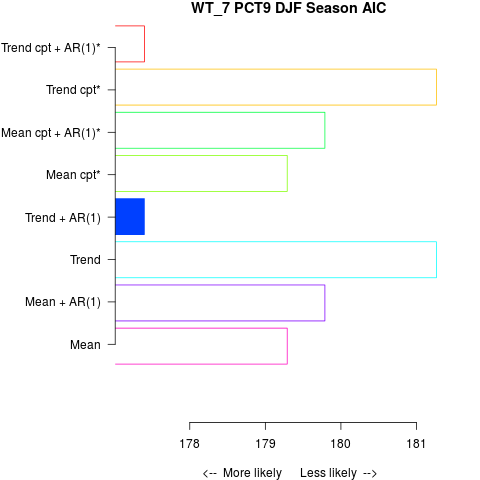 WT_7 PCT9 DJF Season AIC
Trend cpt + AR(1)*
Trend cpt*
Mean cpt + AR(1)*
Mean cpt*
Trend + AR(1)
Trend
Mean + AR(1)
Mean
178 179 180 181
<-- More likely Less likely -->